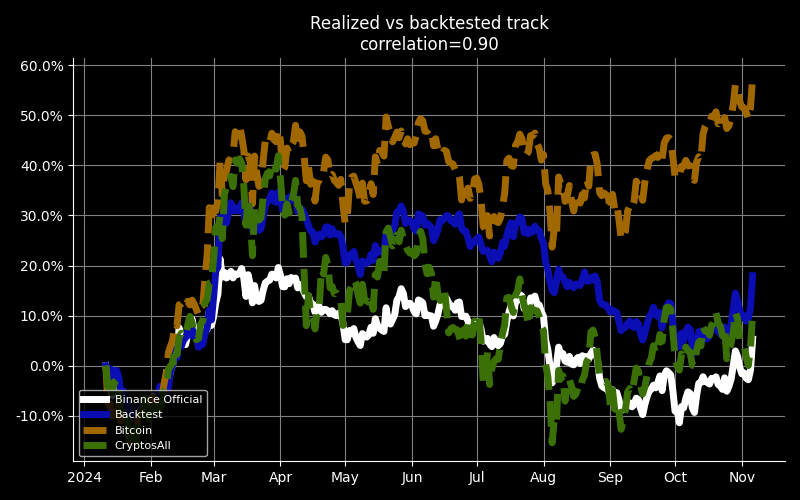 Realized vs backtested track
correlation=0.90
60.0%
50.0%
40.0%
30.0%
20.0%
10.0%
0.0%
-10.0%
Binance Official
Backtest
Bitcoin
CryptosAll
2024 Feb Mar Apr May Jun Jul Aug Sep Oct Nov